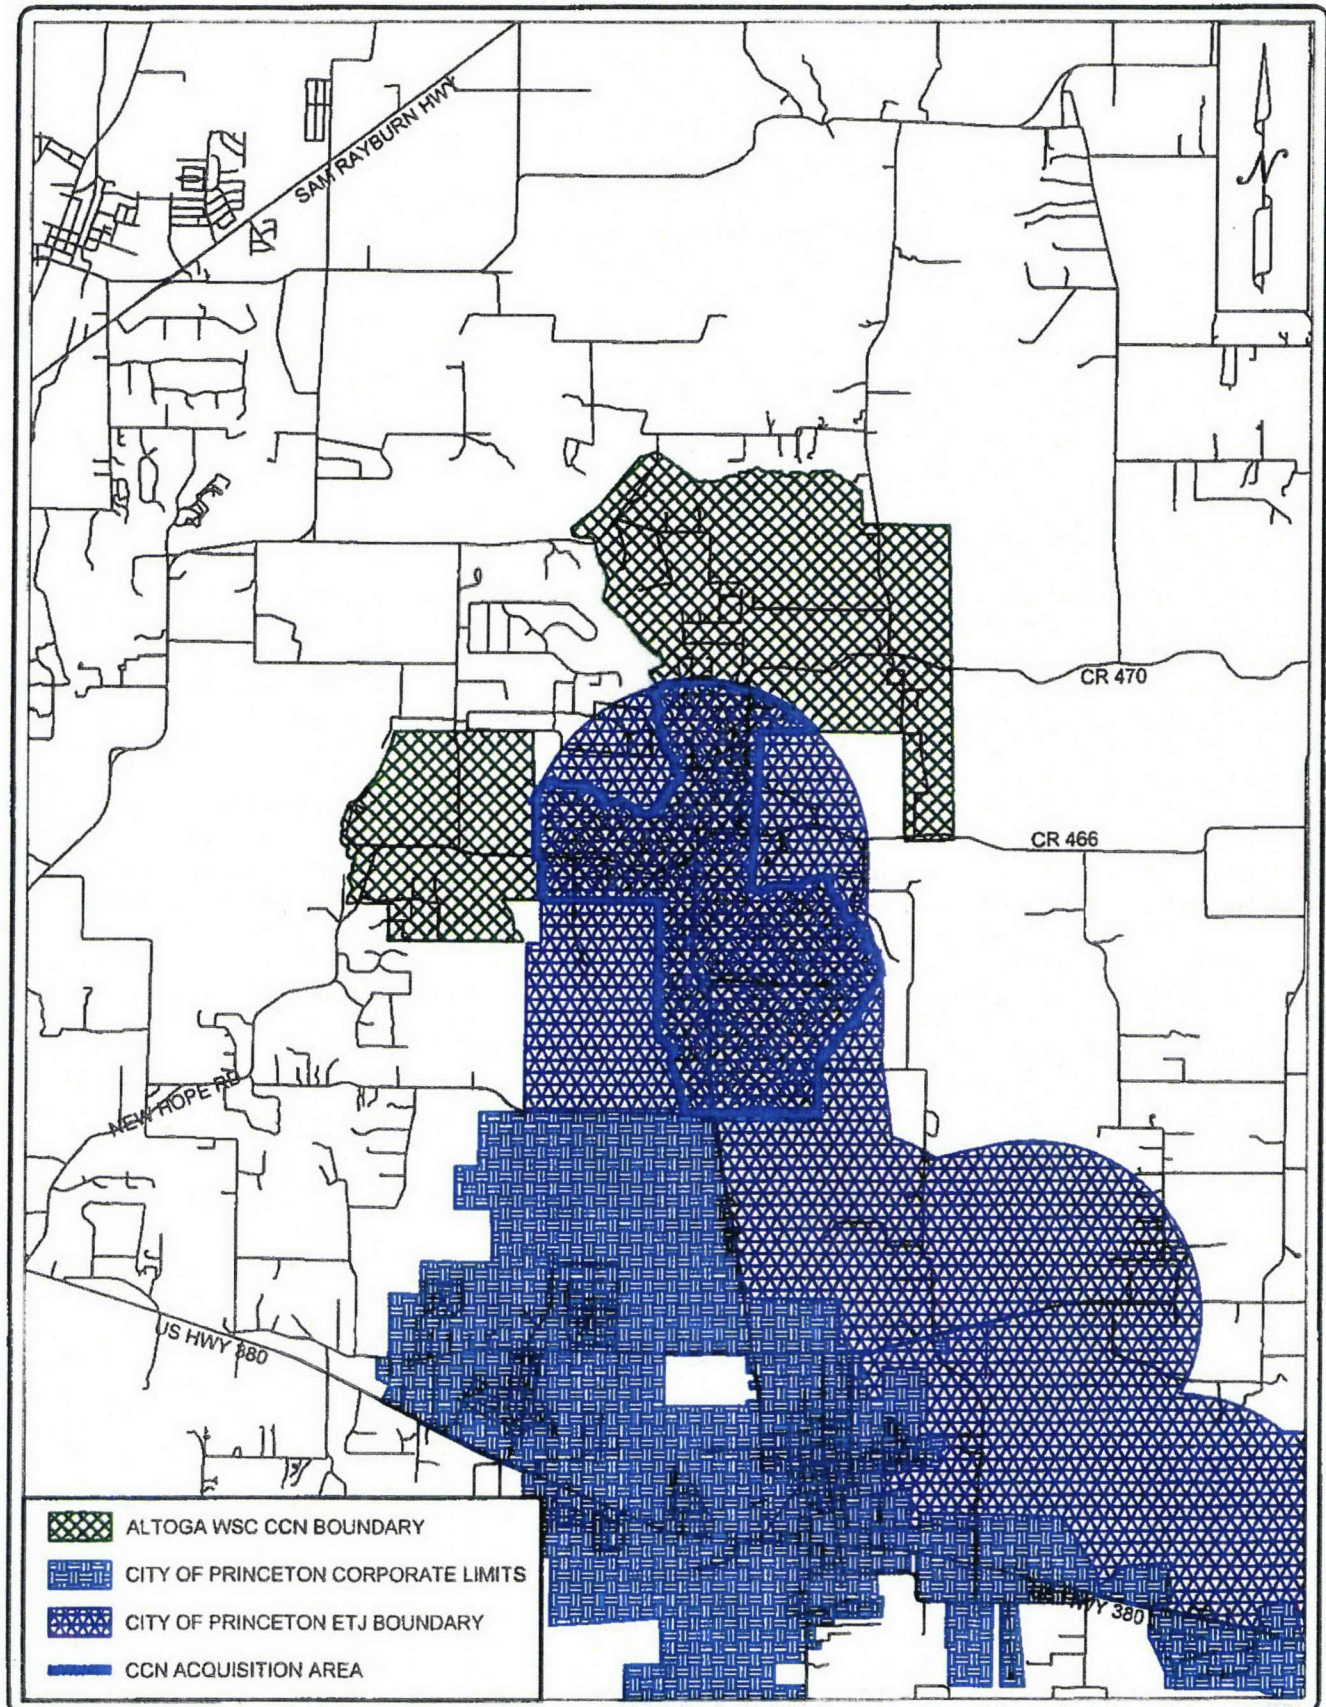 N
SAM RAYBURN HWY
CR 470
CR 466
NEW HOPE RD
US HWY 380
HWY 380
ALTOGA WSC CCN BOUNDARY
CITY OF PRINCETON CORPORATE LIMITS
CITY OF PRINCETON ETJ BOUNDARY
CCN ACQUISITION AREA